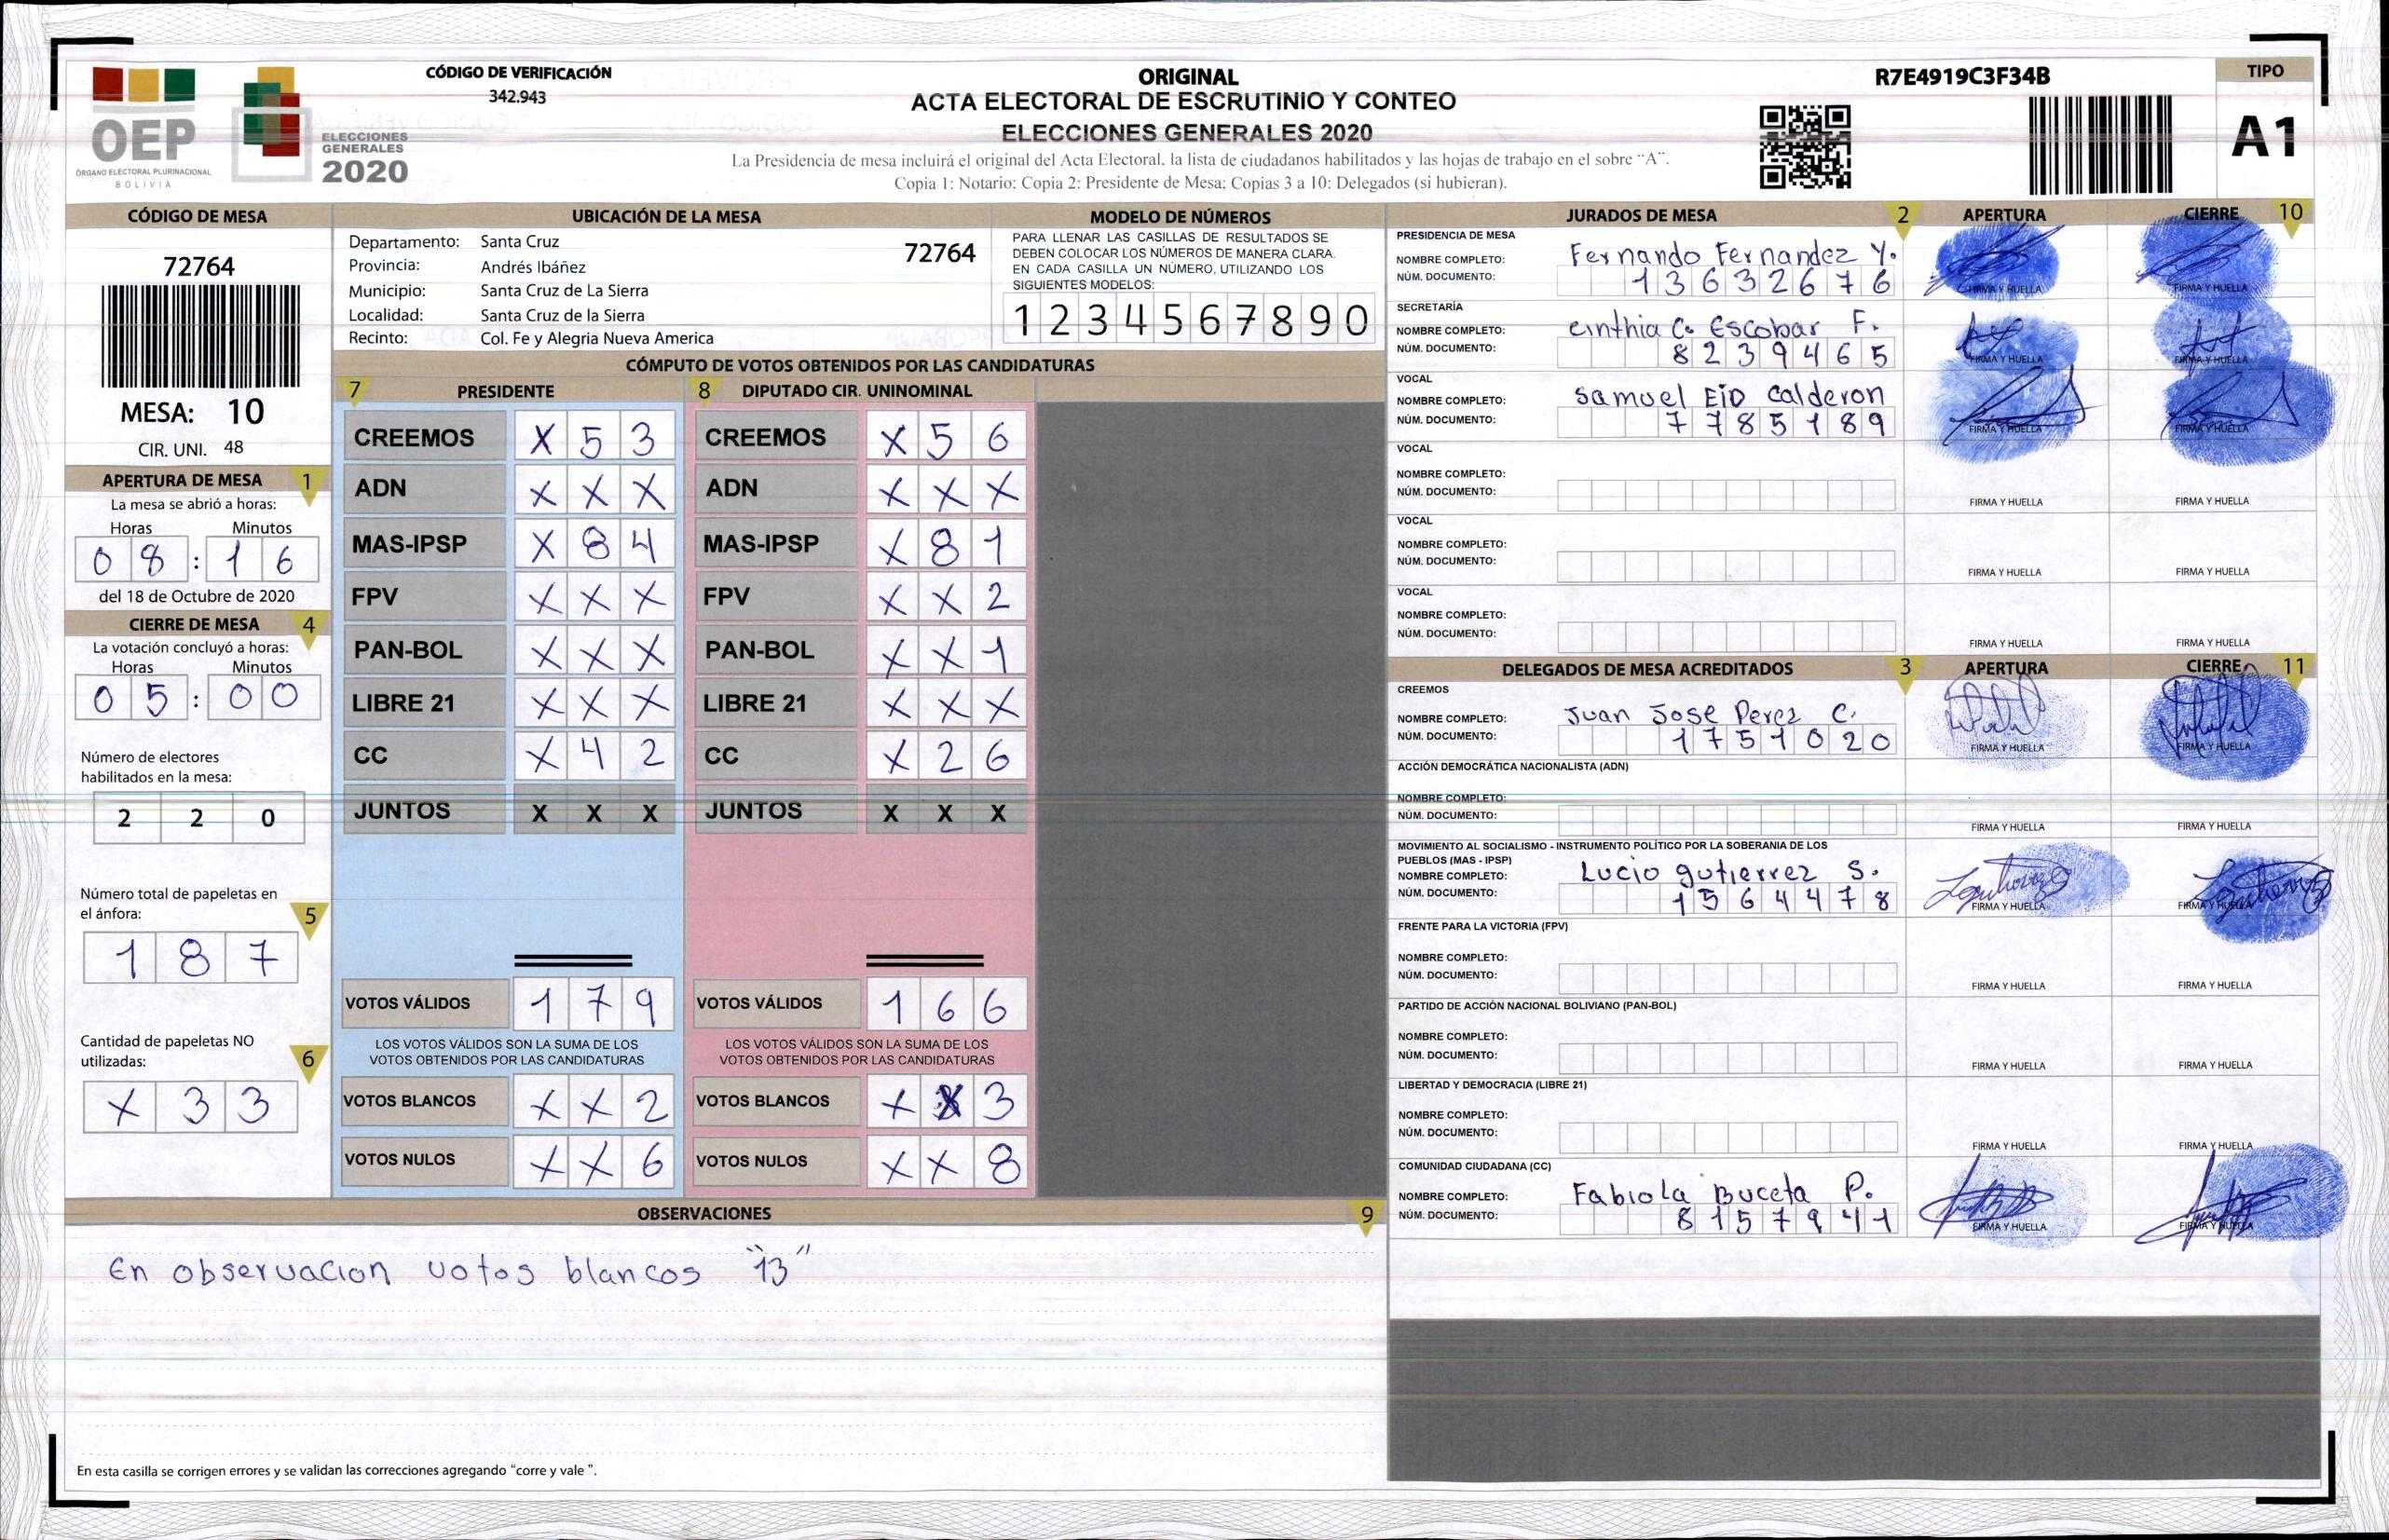 CÓDIGO DE VERIFICACIÓN
342.943
OEP
ÓRGANO ELECTORAL PLURINACIONAL
BOLIVIA
ELECCIONES
GENERALES
2020
ORIGINAL
ACTA ELECTORAL DE ESCRUTINIO Y CONTEO
ELECCIONES GENERALES 2020
La Presidencia de mesa incluirá el original del Acta Electoral, la lista de ciudadanos habilitados y las hojas de trabajo en el sobre "A".
Copia 1: Notario; Copia 2: Presidente de Mesa; Copias 3 a 10: Delegados (si hubieran).
R7E4919C3F34B
TIPO
A1
CÓDIGO DE MESA
72764
MESA: 10
CIR. UNI. 48
APERTURA DE MESA 1
La mesa se abrió a horas:
Horas Minutos
0 8 : 1 6
del 18 de Octubre de 2020
CIERRE DE MESA 4
La votación concluyó a horas:
Horas Minutos
0 5 : 0 0
Número de electores
habilitados en la mesa:
2 2 0
Número total de papeletas en
el ánfora: 5
1 8 7
Cantidad de papeletas NO
utilizadas: 6
X 3 3
UBICACIÓN DE LA MESA
Departamento: Santa Cruz 72764
Provincia: Andrés Ibáñez
Municipio: Santa Cruz de La Sierra
Localidad: Santa Cruz de la Sierra
Recinto: Col. Fe y Alegria Nueva America
MODELO DE NÚMEROS
PARA LLENAR LAS CASILLAS DE RESULTADOS SE
DEBEN COLOCAR LOS NÚMEROS DE MANERA CLARA.
EN CADA CASILLA UN NÚMERO, UTILIZANDO LOS
SIGUIENTES MODELOS:
1 2 3 4 5 6 7 8 9 0
CÓMPUTO DE VOTOS OBTENIDOS POR LAS CANDIDATURAS
7 PRESIDENTE 8 DIPUTADO CIR. UNINOMINAL
CREEMOS X 5 3 CREEMOS X 5 6
ADN X X X ADN X X X
MAS-IPSP X 8 4 MAS-IPSP X 8 1
FPV X X X FPV X X 2
PAN-BOL X X X PAN-BOL X X 1
LIBRE 21 X X X LIBRE 21 X X X
CC X 4 2 CC X 2 6
JUNTOS X X X JUNTOS X X X
VOTOS VÁLIDOS 1 7 9 VOTOS VÁLIDOS 1 6 6
LOS VOTOS VÁLIDOS SON LA SUMA DE LOS LOS VOTOS VÁLIDOS SON LA SUMA DE LOS
VOTOS OBTENIDOS POR LAS CANDIDATURAS VOTOS OBTENIDOS POR LAS CANDIDATURAS
VOTOS BLANCOS X X 2 VOTOS BLANCOS X X 3
VOTOS NULOS X X 6 VOTOS NULOS X X 8
OBSERVACIONES 9
En observacion votos blancos "13"
En esta casilla se corrigen errores y se validan las correcciones agregando "corre y vale ".
JURADOS DE MESA 2 APERTURA CIERRE 10
PRESIDENCIA DE MESA
NOMBRE COMPLETO: Fernando Fernandez Y.
NÚM. DOCUMENTO: 1 3 6 3 2 6 7 6 FIRMA Y HUELLA FIRMA Y HUELLA
SECRETARÍA
NOMBRE COMPLETO: Cinthia C. Escobar F.
NÚM. DOCUMENTO: 8 2 3 9 4 6 5 FIRMA Y HUELLA FIRMA Y HUELLA
VOCAL
NOMBRE COMPLETO: Samuel EID Calderon
NÚM. DOCUMENTO: 7 7 8 5 1 8 9 FIRMA Y HUELLA FIRMA Y HUELLA
VOCAL
NOMBRE COMPLETO:
NÚM. DOCUMENTO: FIRMA Y HUELLA FIRMA Y HUELLA
VOCAL
NOMBRE COMPLETO:
NÚM. DOCUMENTO: FIRMA Y HUELLA FIRMA Y HUELLA
VOCAL
NOMBRE COMPLETO:
NÚM. DOCUMENTO: FIRMA Y HUELLA FIRMA Y HUELLA
DELEGADOS DE MESA ACREDITADOS 3 APERTURA CIERRE 11
CREEMOS
NOMBRE COMPLETO: Juan Jose Perez C.
NÚM. DOCUMENTO: 1 7 5 1 0 2 0 FIRMA Y HUELLA FIRMA Y HUELLA
ACCIÓN DEMOCRÁTICA NACIONALISTA (ADN)
NOMBRE COMPLETO:
NÚM. DOCUMENTO: FIRMA Y HUELLA FIRMA Y HUELLA
MOVIMIENTO AL SOCIALISMO - INSTRUMENTO POLÍTICO POR LA SOBERANIA DE LOS
PUEBLOS (MAS - IPSP)
NOMBRE COMPLETO: Lucio gutierrez S.
NÚM. DOCUMENTO: 1 5 6 4 4 7 8 FIRMA Y HUELLA FIRMA Y HUELLA
FRENTE PARA LA VICTORIA (FPV)
NOMBRE COMPLETO:
NÚM. DOCUMENTO: FIRMA Y HUELLA FIRMA Y HUELLA
PARTIDO DE ACCIÓN NACIONAL BOLIVIANO (PAN-BOL)
NOMBRE COMPLETO:
NÚM. DOCUMENTO: FIRMA Y HUELLA FIRMA Y HUELLA
LIBERTAD Y DEMOCRACIA (LIBRE 21)
NOMBRE COMPLETO:
NÚM. DOCUMENTO: FIRMA Y HUELLA FIRMA Y HUELLA
COMUNIDAD CIUDADANA (CC)
NOMBRE COMPLETO: Fabiola Buceta P.
NÚM. DOCUMENTO: 8 1 5 7 9 4 1 FIRMA Y HUELLA FIRMA Y HUELLA